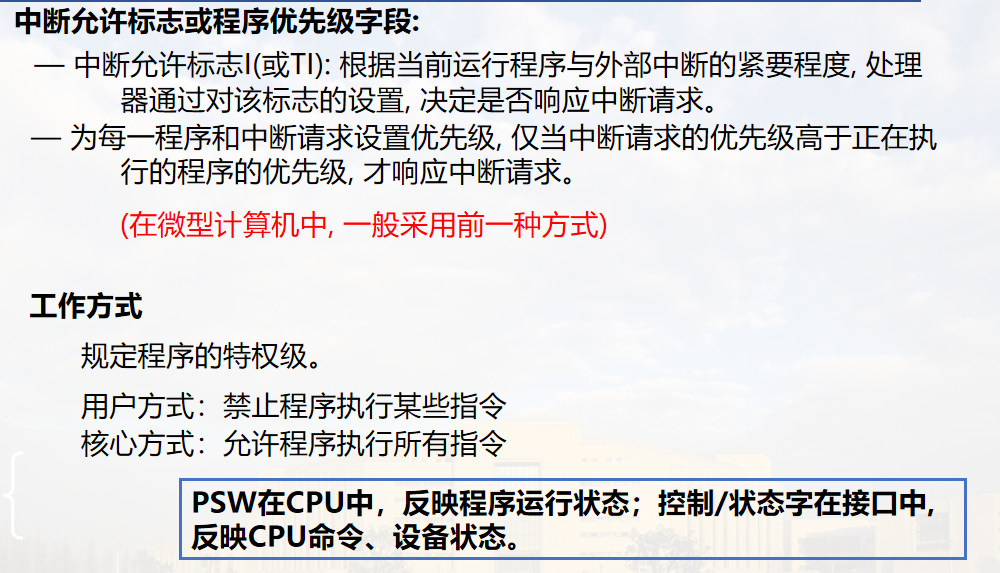 中断允许标志或程序优先级字段:
— 中断允许标志I(或TI): 根据当前运行程序与外部中断的紧要程度, 处理
器通过对该标志的设置, 决定是否响应中断请求。
— 为每一程序和中断请求设置优先级, 仅当中断请求的优先级高于正在执
行的程序的优先级, 才响应中断请求。
(在微型计算机中, 一般采用前一种方式)
工作方式
规定程序的特权级。
用户方式：禁止程序执行某些指令
核心方式：允许程序执行所有指令
PSW在CPU中，反映程序运行状态；控制/状态字在接口中,
反映CPU命令、设备状态。